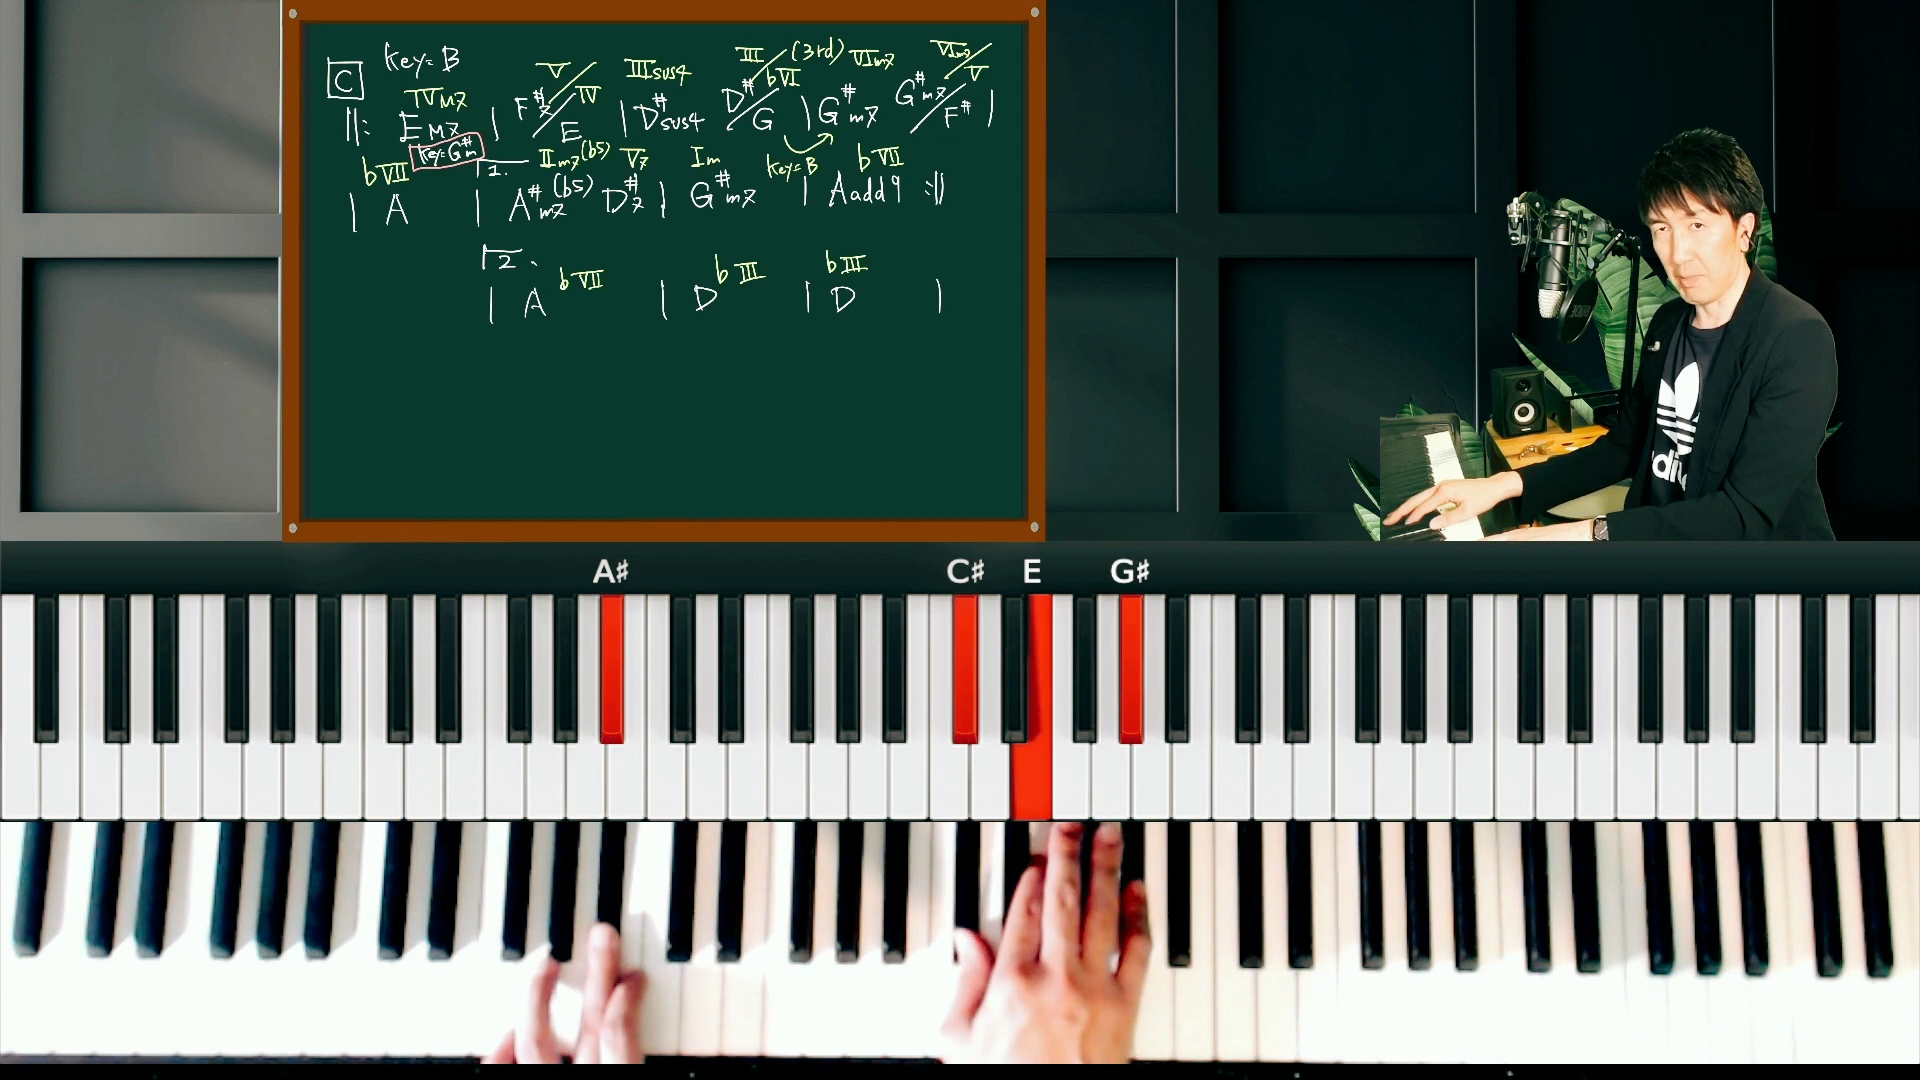 C Key=B
IVM7 V/IV IIIsus4 III/bVI (3rd) VIm7 VIm7/V
||: EM7 | F#7/E | D#sus4 D#/G | G#m7 G#m7/F# |
bVII Key=G#m 1. IIm7(b5) V7 Im Key=B bVII
| A | A#m7(b5) D#7 | G#m7 | Aadd9 :||
2.
bVII bIII bIII
| A | D | D |
A♯ C♯ E G♯